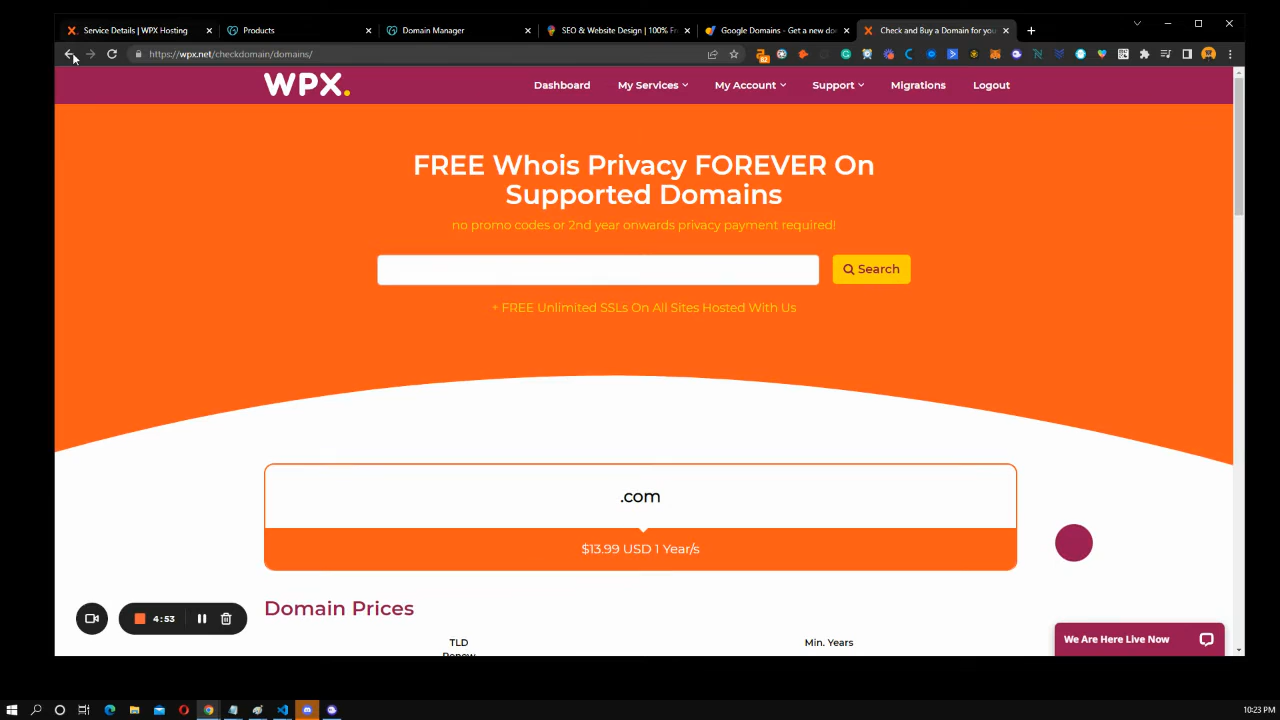 Service Details | WPX Hosting
Products
Domain Manager
SEO & Website Design | 100% F
Google Domains - Get a new do
Check and Buy a Domain for you
https://wpx.net/checkdomain/domains/
WPX.
Dashboard
My Services
My Account
Support
Migrations
Logout
FREE Whois Privacy FOREVER On
Supported Domains
no promo codes or 2nd year onwards privacy payment required!
Search
+ FREE Unlimited SSLs On All Sites Hosted With Us
.com
$13.99 USD 1 Year/s
4:53
Domain Prices
TLD
Min. Years
Renew
We Are Here Live Now
10:23 PM